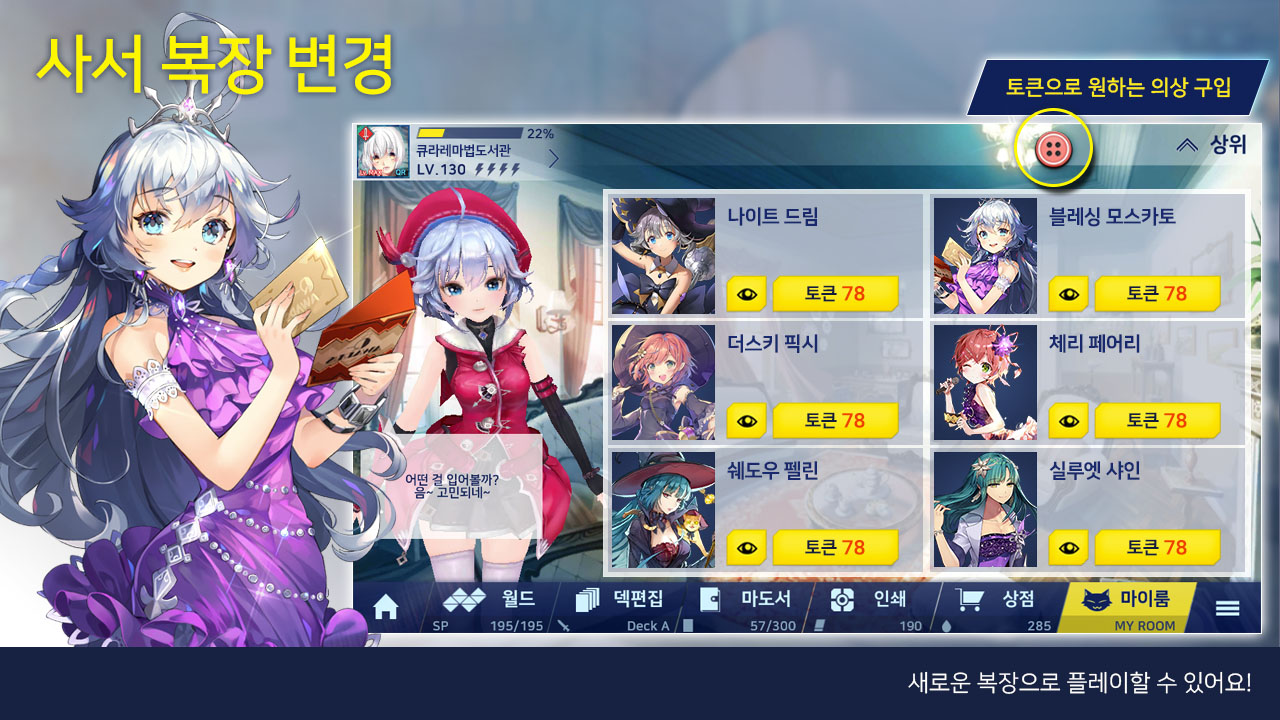 사서 복장 변경
토큰으로 원하는 의상 구입
22%
큐라레마법도서관
LV.130
상위
나이트 드림
토큰 78
블레싱 모스카토
토큰 78
더스키 픽시
토큰 78
체리 페어리
토큰 78
쉐도우 펠린
토큰 78
실루엣 샤인
토큰 78
어떤 걸 입어볼까?
음~ 고민되네~
월드
SP 195/195
덱편집
Deck A
마도서
57/300
인쇄
190
상점
285
마이룸
MY ROOM
새로운 복장으로 플레이할 수 있어요!